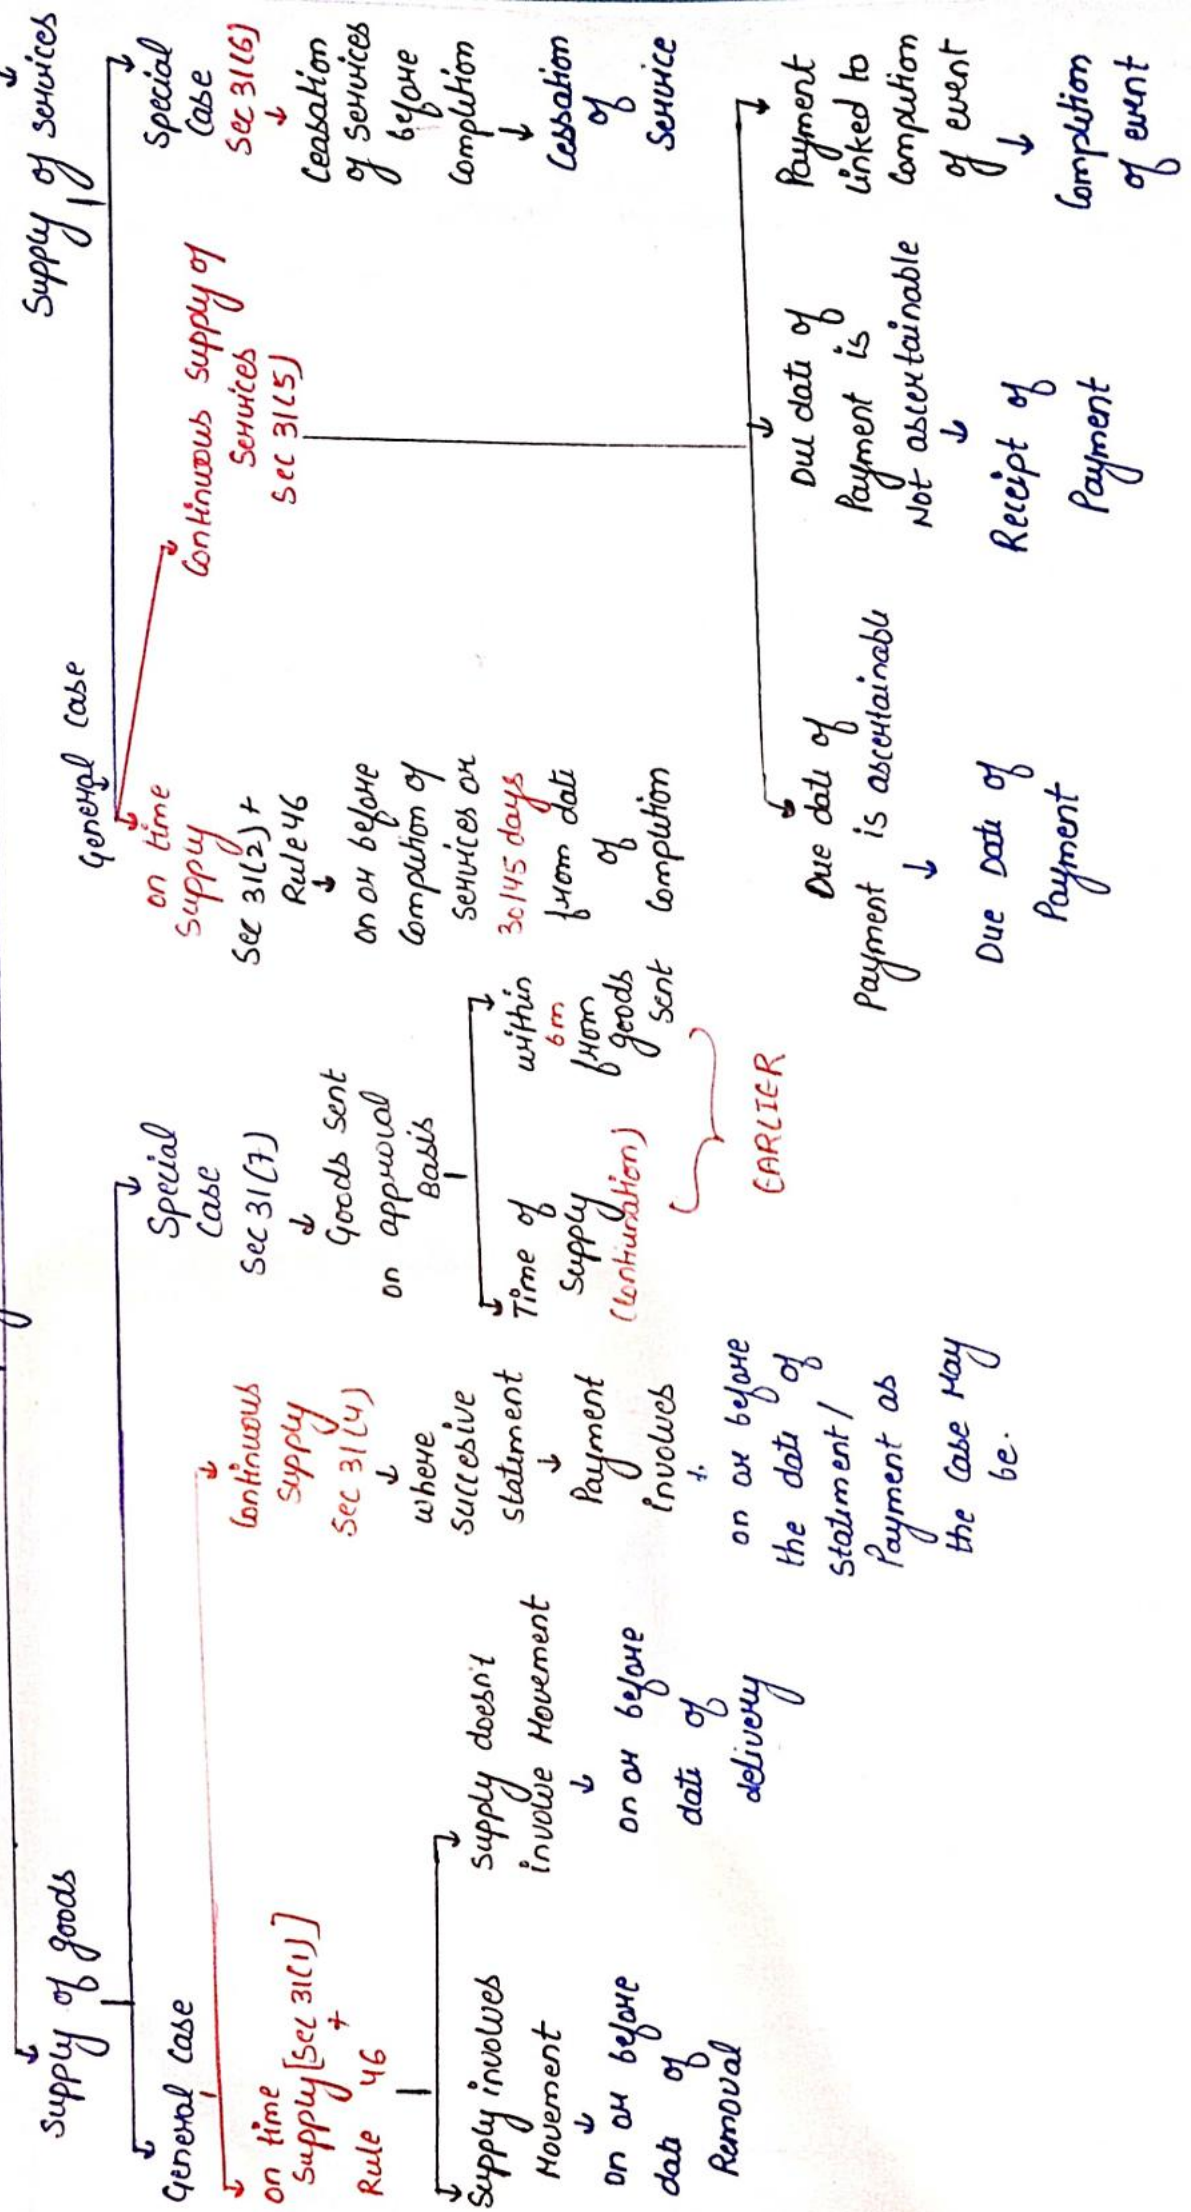 Supply of goods
General Case
on time
Supply [Sec 31(1)]
+
Rule 46
Supply involves
Movement
on or before
date of
Removal
Supply doesn't
involve Movement
on or before
date of
delivery
Continuous
Supply
Sec 31(4)
where
succesive
statement
Payment
involves
on or before
the date of
Statement/
Payment as
the Case May
be.
Special
Case
Sec 31(7)
Goods sent
on approval
Basis
Time of
Supply
within
6m
from
goods
sent
EARLIER
Supply of services
General Case
on time
Supply
Sec 31(2) +
Rule 46
on or before
Completion of
services or
30/45 days
from date
of
Completion
Continuous Supply of
Services
Sec 31(5)
Due date of
Payment is ascertainable
Due Date of
Payment
Due date of
Payment is
Not ascertainable
Receipt of
Payment
Payment
linked to
Completion
of event
Completion
of event
Special
Case
Sec 31(6)
Ceasation
of services
before
Completion
Cessation
of
Service